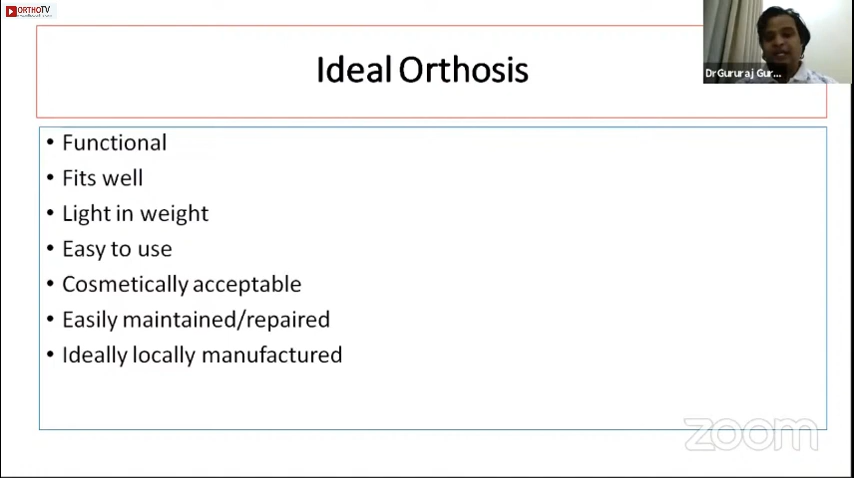 ORTHOTV
Ideal Orthosis
Dr Gururaj Gur...
• Functional
• Fits well
• Light in weight
• Easy to use
• Cosmetically acceptable
• Easily maintained/repaired
• Ideally locally manufactured
zoom